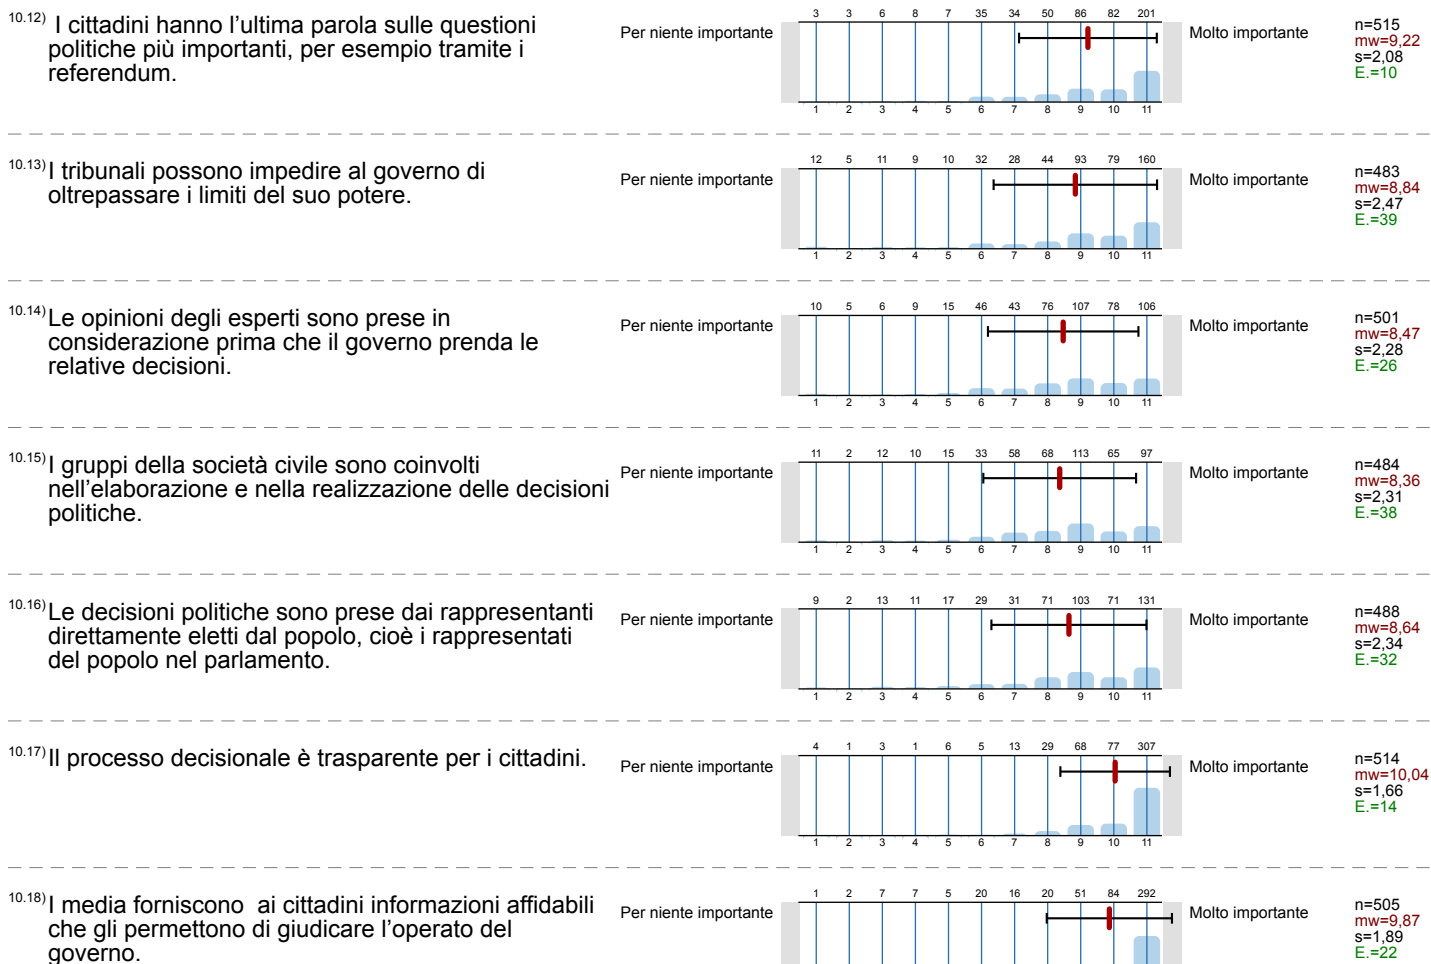 10.12) I cittadini hanno l'ultima parola sulle questioni
politiche più importanti, per esempio tramite i
referendum.
Per niente importante
3 3 6 8 7 35 34 50 86 82 201
1 2 3 4 5 6 7 8 9 10 11
Molto importante
n=515
mw=9,22
s=2,08
E.=10
10.13) I tribunali possono impedire al governo di
oltrepassare i limiti del suo potere.
Per niente importante
12 5 11 9 10 32 28 44 93 79 160
1 2 3 4 5 6 7 8 9 10 11
Molto importante
n=483
mw=8,84
s=2,47
E.=39
10.14) Le opinioni degli esperti sono prese in
considerazione prima che il governo prenda le
relative decisioni.
Per niente importante
10 5 6 9 15 46 43 76 107 78 106
1 2 3 4 5 6 7 8 9 10 11
Molto importante
n=501
mw=8,47
s=2,28
E.=26
10.15) I gruppi della società civile sono coinvolti
nell'elaborazione e nella realizzazione delle decisioni
politiche.
Per niente importante
11 2 12 10 15 33 58 68 113 65 97
1 2 3 4 5 6 7 8 9 10 11
Molto importante
n=484
mw=8,36
s=2,31
E.=38
10.16) Le decisioni politiche sono prese dai rappresentanti
direttamente eletti dal popolo, cioè i rappresentati
del popolo nel parlamento.
Per niente importante
9 2 13 11 17 29 31 71 103 71 131
1 2 3 4 5 6 7 8 9 10 11
Molto importante
n=488
mw=8,64
s=2,34
E.=32
10.17) Il processo decisionale è trasparente per i cittadini.
Per niente importante
4 1 3 1 6 5 13 29 68 77 307
1 2 3 4 5 6 7 8 9 10 11
Molto importante
n=514
mw=10,04
s=1,66
E.=14
10.18) I media forniscono ai cittadini informazioni affidabili
che gli permettono di giudicare l'operato del
governo.
Per niente importante
1 2 7 7 5 20 16 20 51 84 292
Molto importante
n=505
mw=9,87
s=1,89
E.=22